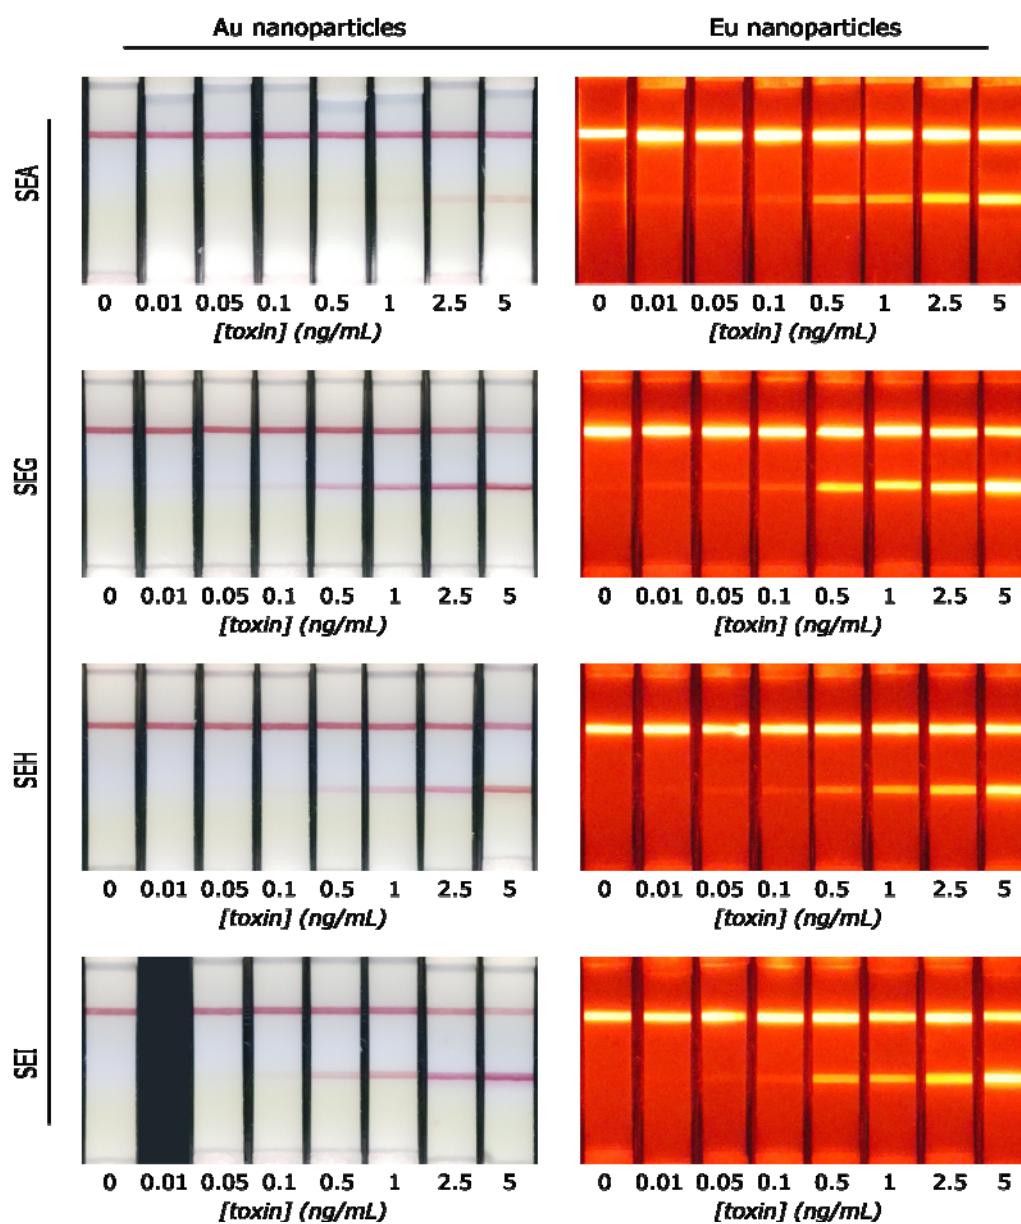 Au nanoparticles Eu nanoparticles
SEA
0 0.01 0.05 0.1 0.5 1 2.5 5 0 0.01 0.05 0.1 0.5 1 2.5 5
[toxin] (ng/mL) [toxin] (ng/mL)
SEG
0 0.01 0.05 0.1 0.5 1 2.5 5 0 0.01 0.05 0.1 0.5 1 2.5 5
[toxin] (ng/mL) [toxin] (ng/mL)
SEH
0 0.01 0.05 0.1 0.5 1 2.5 5 0 0.01 0.05 0.1 0.5 1 2.5 5
[toxin] (ng/mL) [toxin] (ng/mL)
SEI
0 0.01 0.05 0.1 0.5 1 2.5 5 0 0.01 0.05 0.1 0.5 1 2.5 5
[toxin] (ng/mL) [toxin] (ng/mL)